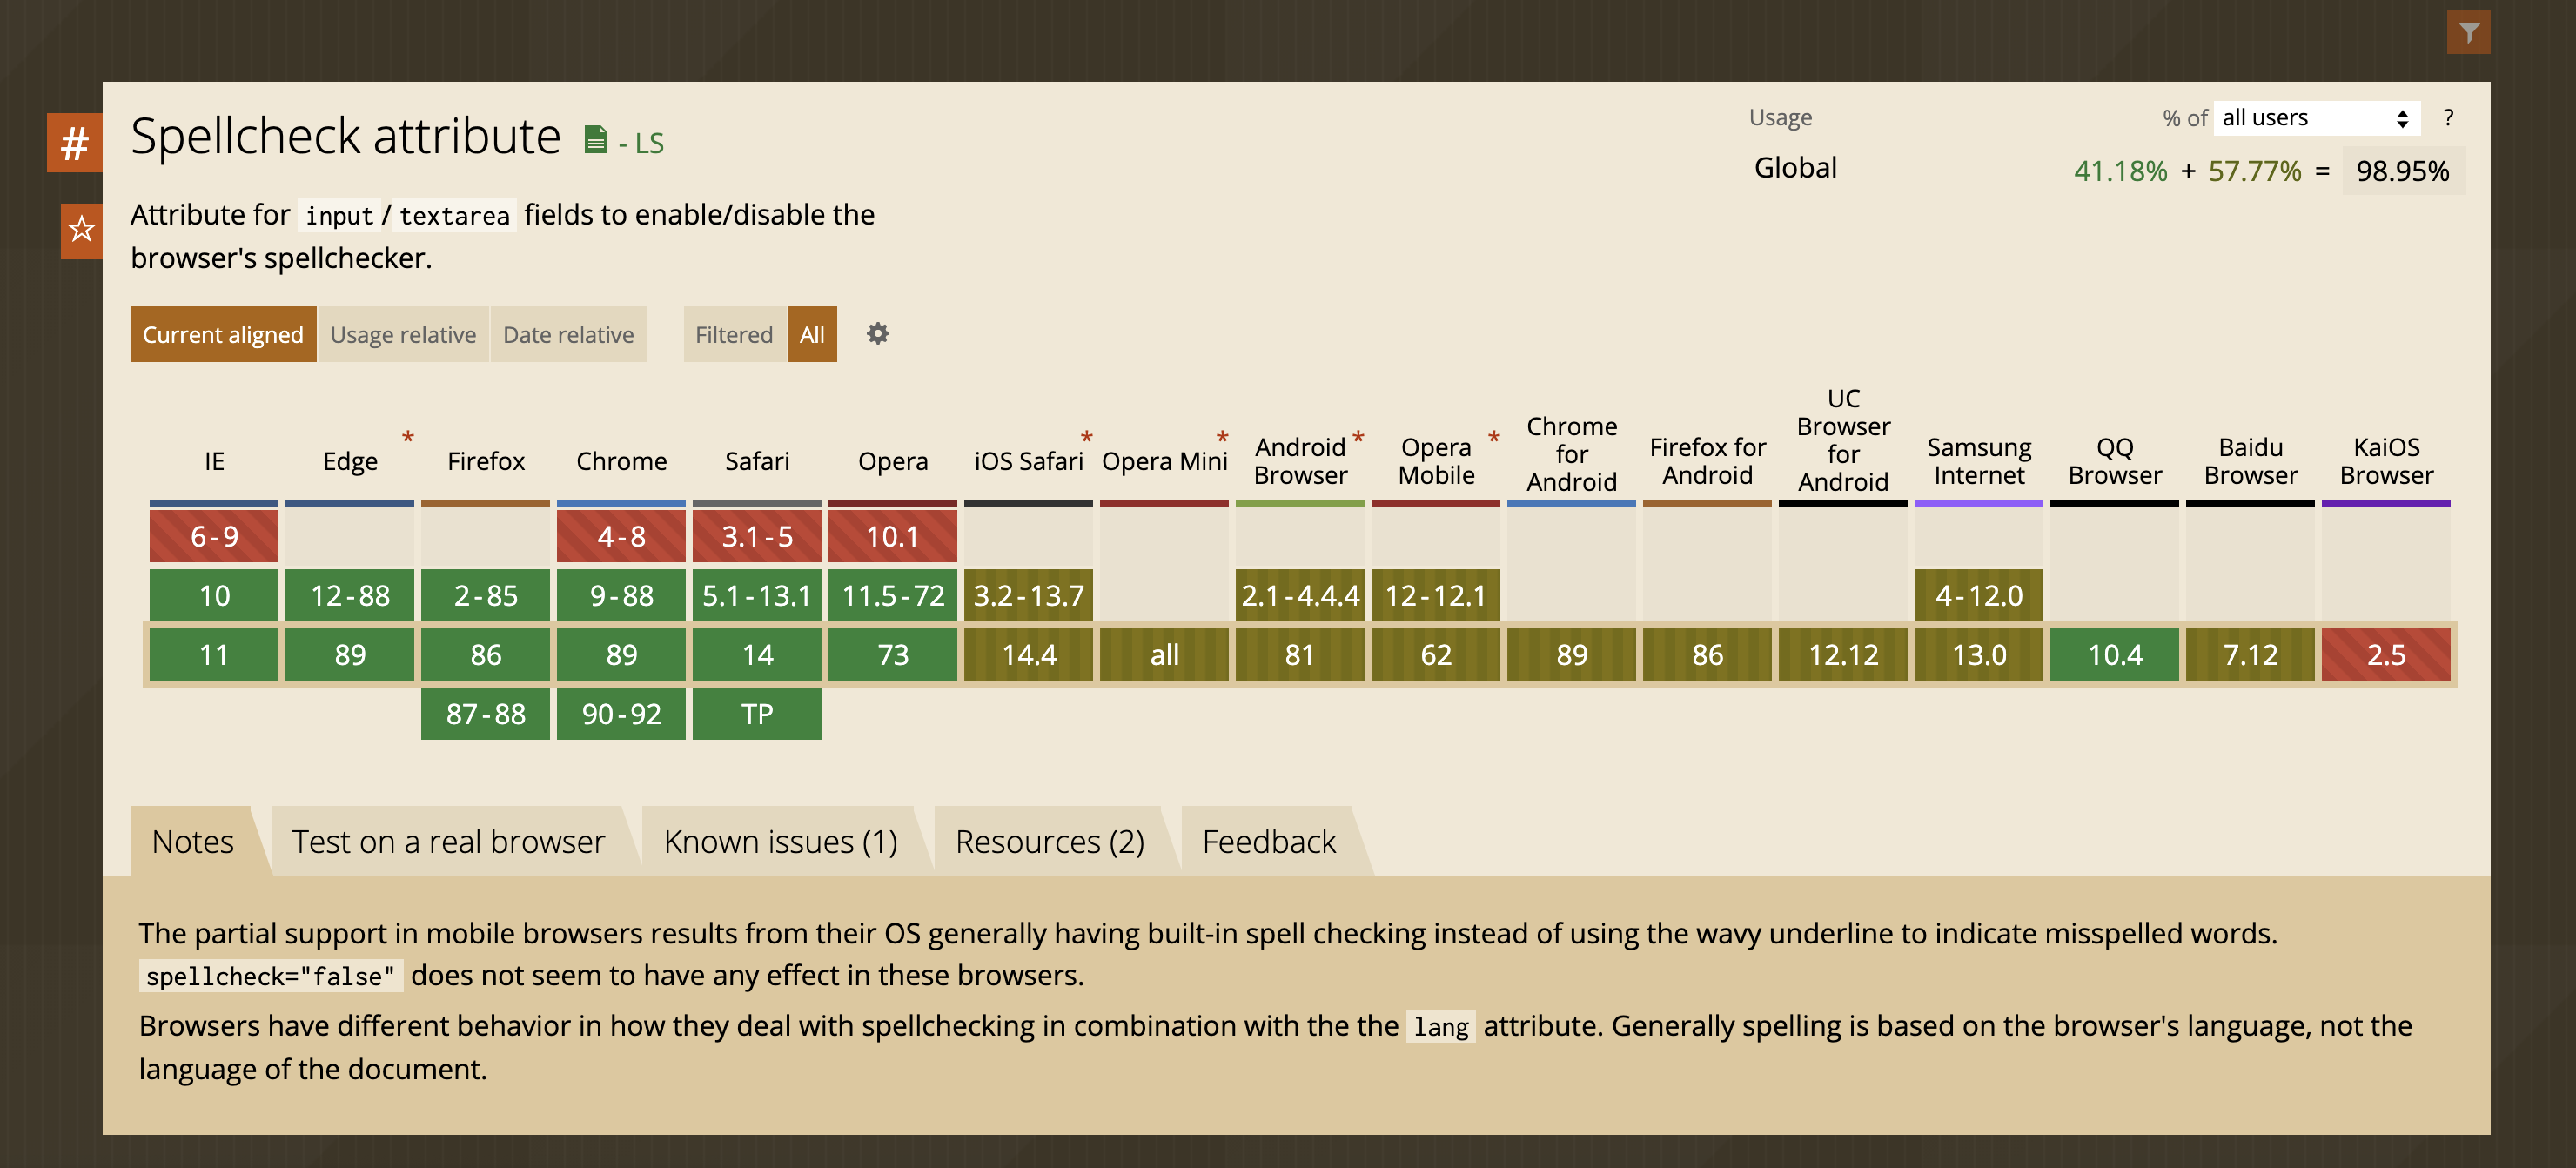 #
Spellcheck attribute - LS
Usage % of all users ?
Global 41.18% + 57.77% = 98.95%
Attribute for input / textarea fields to enable/disable the
browser's spellchecker.
Current aligned Usage relative Date relative Filtered All
IE Edge * Firefox Chrome Safari Opera iOS Safari * Opera Mini * Android Browser * Opera Mobile * Chrome for Android Firefox for Android UC Browser for Android Samsung Internet QQ Browser Baidu Browser KaiOS Browser
6-9 4-8 3.1-5 10.1
10 12-88 2-85 9-88 5.1-13.1 11.5-72 3.2-13.7 2.1-4.4.4 12-12.1 4-12.0
11 89 86 89 14 73 14.4 all 81 62 89 86 12.12 13.0 10.4 7.12 2.5
87-88 90-92 TP
Notes Test on a real browser Known issues (1) Resources (2) Feedback
The partial support in mobile browsers results from their OS generally having built-in spell checking instead of using the wavy underline to indicate misspelled words.
spellcheck="false" does not seem to have any effect in these browsers.
Browsers have different behavior in how they deal with spellchecking in combination with the the lang attribute. Generally spelling is based on the browser's language, not the
language of the document.